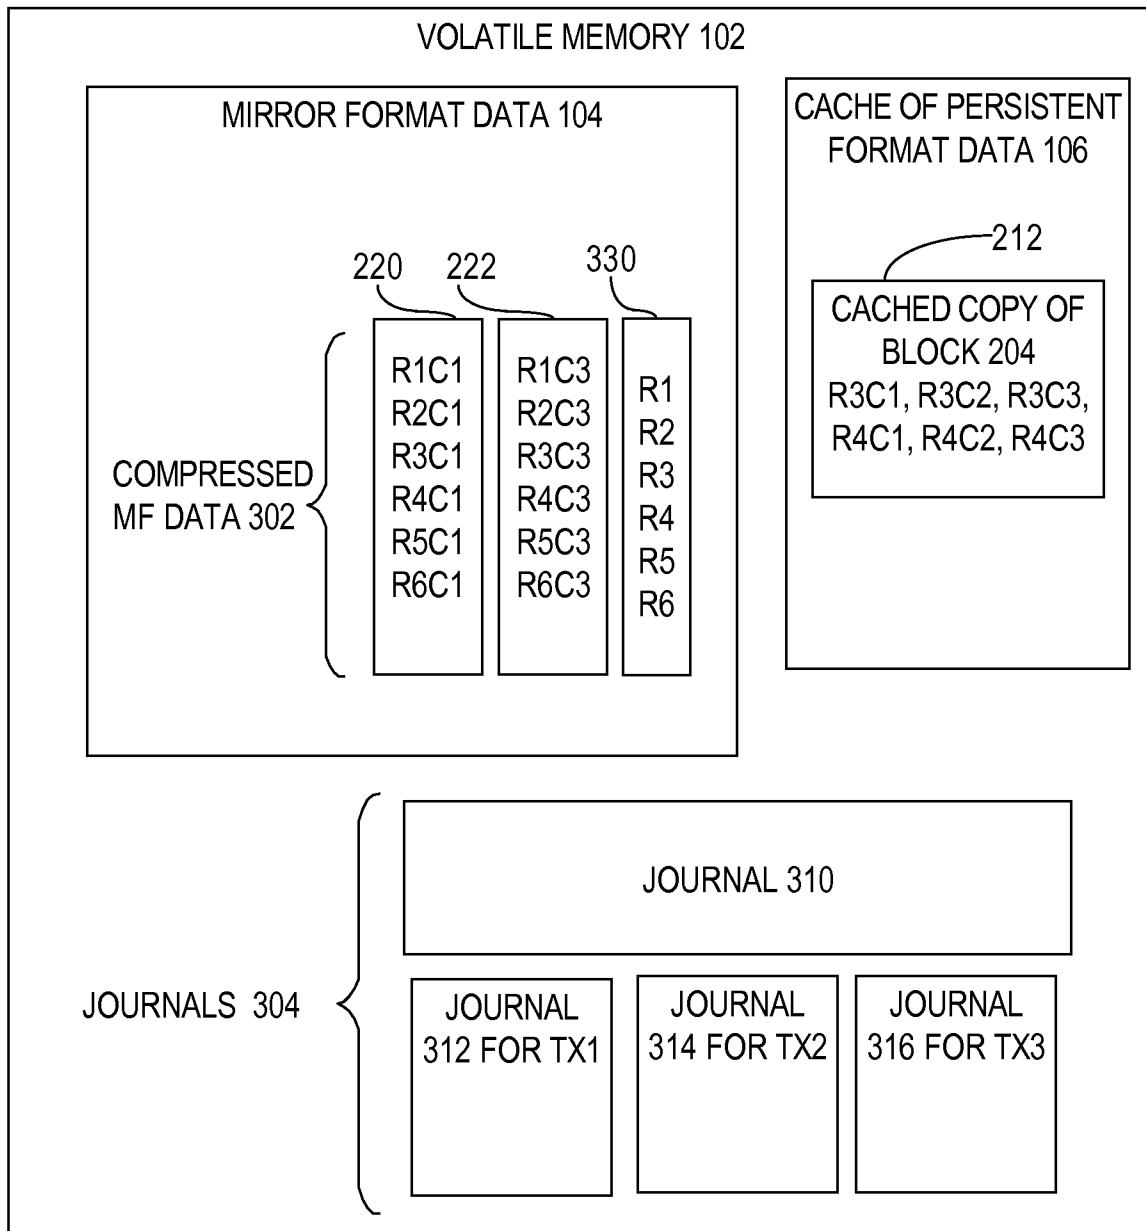 VOLATILE MEMORY 102
MIRROR FORMAT DATA 104
220
222
330
COMPRESSED
MF DATA 302
R1C1
R2C1
R3C1
R4C1
R5C1
R6C1
R1C3
R2C3
R3C3
R4C3
R5C3
R6C3
R1
R2
R3
R4
R5
R6
CACHE OF PERSISTENT
FORMAT DATA 106
212
CACHED COPY OF
BLOCK 204
R3C1, R3C2, R3C3,
R4C1, R4C2, R4C3
JOURNALS 304
JOURNAL 310
JOURNAL
312 FOR TX1
JOURNAL
314 FOR TX2
JOURNAL
316 FOR TX3